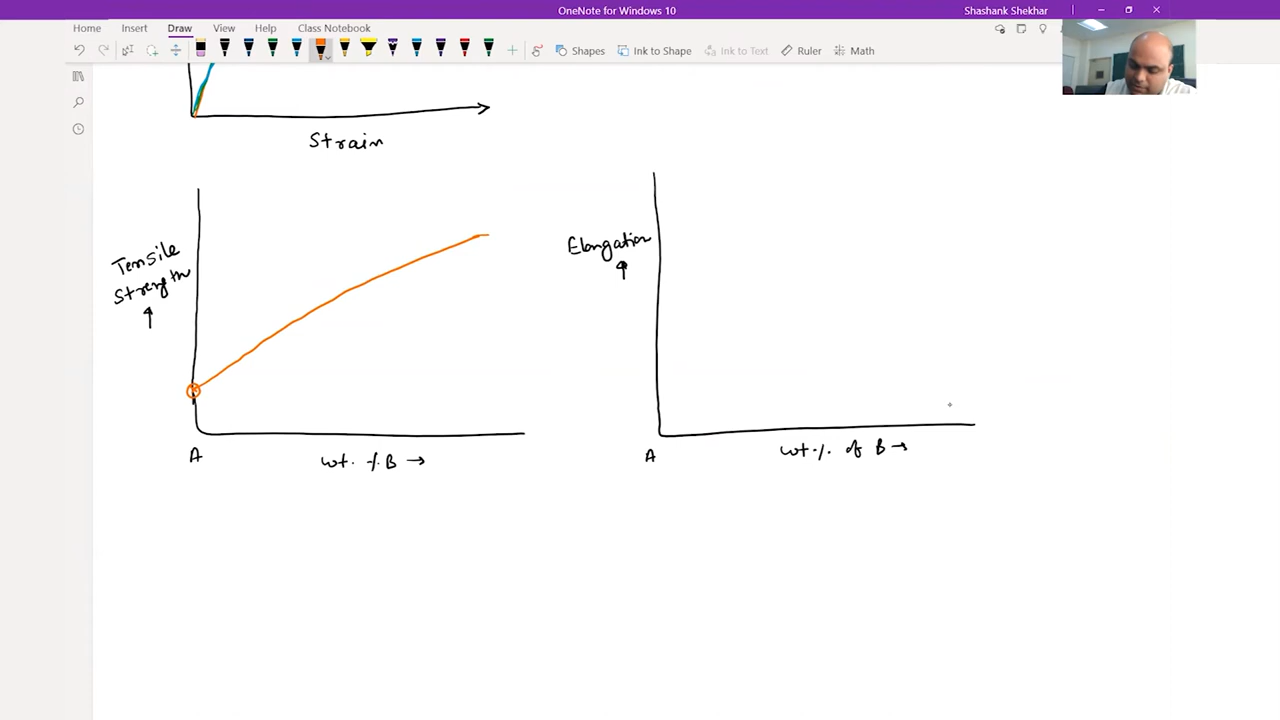 OneNote for Windows 10
Shashank Shekhar
Home Insert Draw View Help Class Notebook
Shapes Ink to Shape Ink to Text Ruler Math
Strain
Tensile
Strength
Elongation
A
wt. % B →
A
wt % of B →